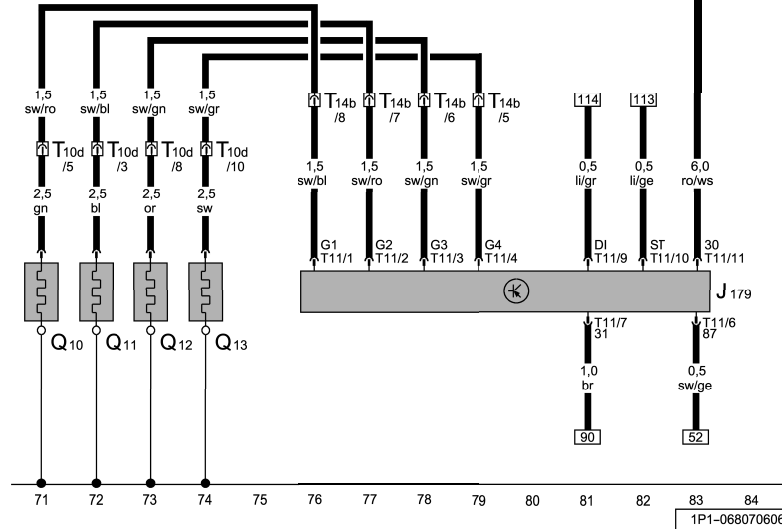 1,5 1,5 1,5 1,5
sw/ro sw/bl sw/gn sw/gr
T14b/8 T14b/7 T14b/6 T14b/5
114 113
T10d/5 T10d/3 T10d/8 T10d/10
1,5 1,5 1,5 1,5 0,5 0,5 6,0
sw/bl sw/ro sw/gn sw/gr li/gr li/ge ro/ws
2,5 2,5 2,5 2,5
gn bl or sw
G1 G2 G3 G4 DI ST 30
T11/1 T11/2 T11/3 T11/4 T11/9 T11/10 T11/11
J179
T11/7 T11/6
31 87
Q10 Q11 Q12 Q13
1,0 0,5
br sw/ge
90 52
71 72 73 74 75 76 77 78 79 80 81 82 83 84
1P1-068070606